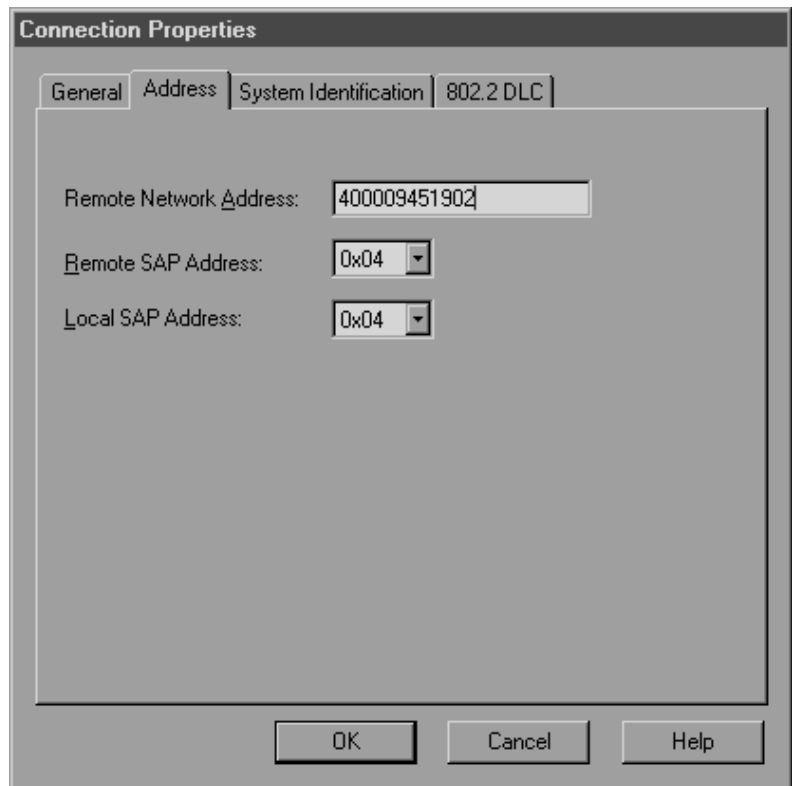 Connection Properties
General Address System Identification 802.2 DLC
Remote Network Address: 400009451902
Remote SAP Address: 0x04
Local SAP Address: 0x04
OK Cancel Help